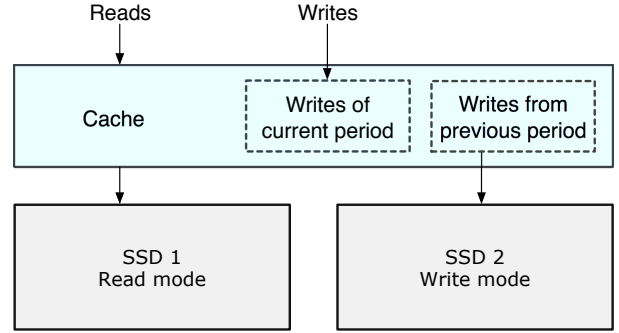 Reads
Writes
Cache
Writes of
current period
Writes from
previous period
SSD 1
Read mode
SSD 2
Write mode